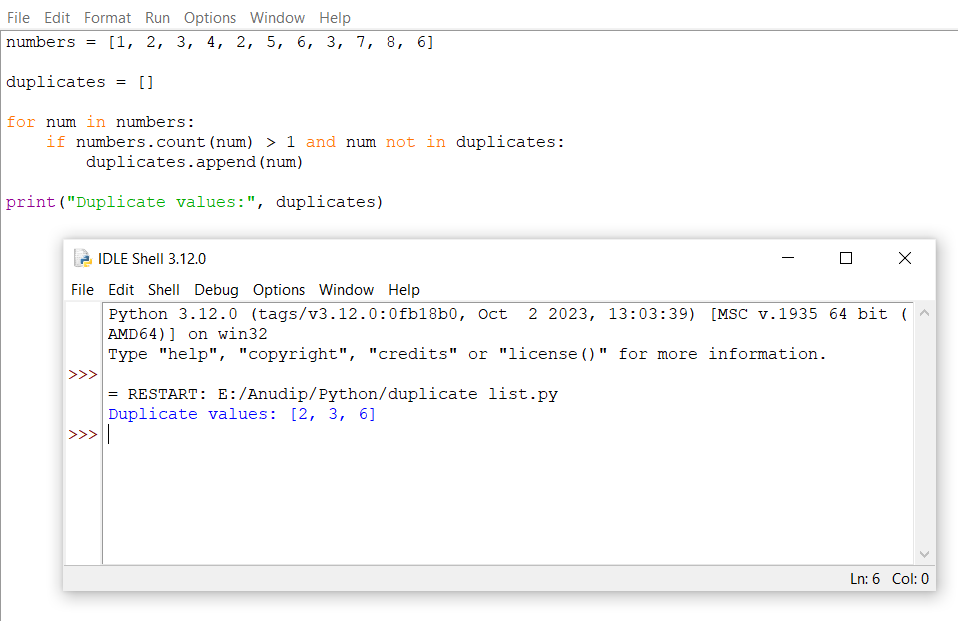 File Edit Format Run Options Window Help
numbers = [1, 2, 3, 4, 2, 5, 6, 3, 7, 8, 6]
duplicates = []
for num in numbers:
    if numbers.count(num) > 1 and num not in duplicates:
        duplicates.append(num)
print("Duplicate values:", duplicates)
IDLE Shell 3.12.0
File Edit Shell Debug Options Window Help
Python 3.12.0 (tags/v3.12.0:0fb18b0, Oct  2 2023, 13:03:39) [MSC v.1935 64 bit (
AMD64)] on win32
Type "help", "copyright", "credits" or "license()" for more information.
>>>
= RESTART: E:/Anudip/Python/duplicate list.py
Duplicate values: [2, 3, 6]
>>>
Ln: 6 Col: 0